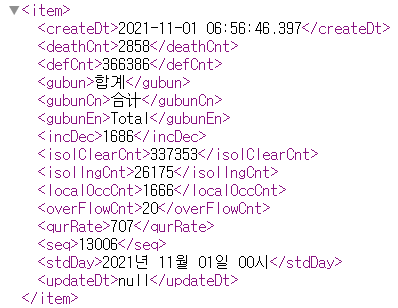 <item>
<createDt>2021-11-01 06:56:46.397</createDt>
<deathCnt>2858</deathCnt>
<defCnt>366386</defCnt>
<gubun>합계</gubun>
<gubunCn>合计</gubunCn>
<gubunEn>Total</gubunEn>
<incDec>1686</incDec>
<isolClearCnt>337353</isolClearCnt>
<isolIngCnt>26175</isolIngCnt>
<localOccCnt>1666</localOccCnt>
<overFlowCnt>20</overFlowCnt>
<qurRate>707</qurRate>
<seq>13006</seq>
<stdDay>2021년 11월 01일 00시</stdDay>
<updateDt>null</updateDt>
</item>